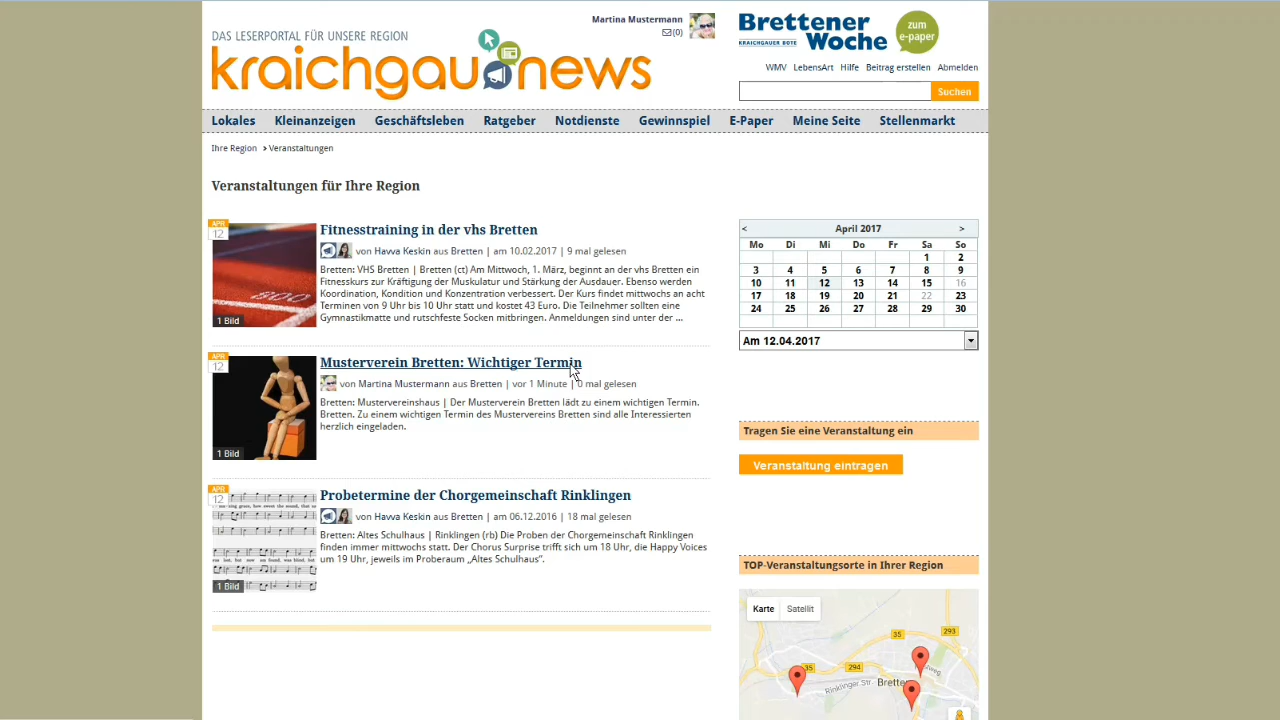 Martina Mustermann
(0)
DAS LESERPORTAL FÜR UNSERE REGION
kraichgau news
Brettener
KRAICHGAUER BOTE
Woche
zum
e-paper
WMV LebensArt Hilfe Beitrag erstellen Abmelden
Suchen
Lokales Kleinanzeigen Geschäftsleben Ratgeber Notdienste Gewinnspiel E-Paper Meine Seite Stellenmarkt
Ihre Region Veranstaltungen
Veranstaltungen für Ihre Region
APR
12
Fitnesstraining in der vhs Bretten
von Havva Keskin aus Bretten | am 10.02.2017 | 9 mal gelesen
Bretten: VHS Bretten | Bretten (ct) Am Mittwoch, 1. März, beginnt an der vhs Bretten ein
Fitnesskurs zur Kräftigung der Muskulatur und Stärkung der Ausdauer. Ebenso werden
Koordination, Kondition und Konzentration verbessert. Der Kurs findet mittwochs an acht
Terminen von 9 Uhr bis 10 Uhr statt und kostet 43 Euro. Die Teilnehmer sollten eine
Gymnastikmatte und rutschfeste Socken mitbringen. Anmeldungen sind unter der ...
800
1 Bild
APR
12
Musterverein Bretten: Wichtiger Termin
von Martina Mustermann aus Bretten | vor 1 Minute | 0 mal gelesen
Bretten: Mustervereinshaus | Der Musterverein Bretten lädt zu einem wichtigen Termin.
Bretten. Zu einem wichtigen Termin des Mustervereins Bretten sind alle Interessierten
herzlich eingeladen.
1 Bild
APR
12
Probetermine der Chorgemeinschaft Rinklingen
von Havva Keskin aus Bretten | am 06.12.2016 | 18 mal gelesen
Bretten: Altes Schulhaus | Rinklingen (rb) Die Proben der Chorgemeinschaft Rinklingen
finden immer mittwochs statt. Der Chorus Surprise trifft sich um 18 Uhr, die Happy Voices
um 19 Uhr, jeweils im Proberaum „Altes Schulhaus“.
1 Bild
< April 2017 >
Mo Di Mi Do Fr Sa So
1 2
3 4 5 6 7 8 9
10 11 12 13 14 15 16
17 18 19 20 21 22 23
24 25 26 27 28 29 30
Am 12.04.2017
Tragen Sie eine Veranstaltung ein
Veranstaltung eintragen
TOP-Veranstaltungsorte in Ihrer Region
Karte Satellit
35
293
35
294
Rinklinger Str.
Bretten